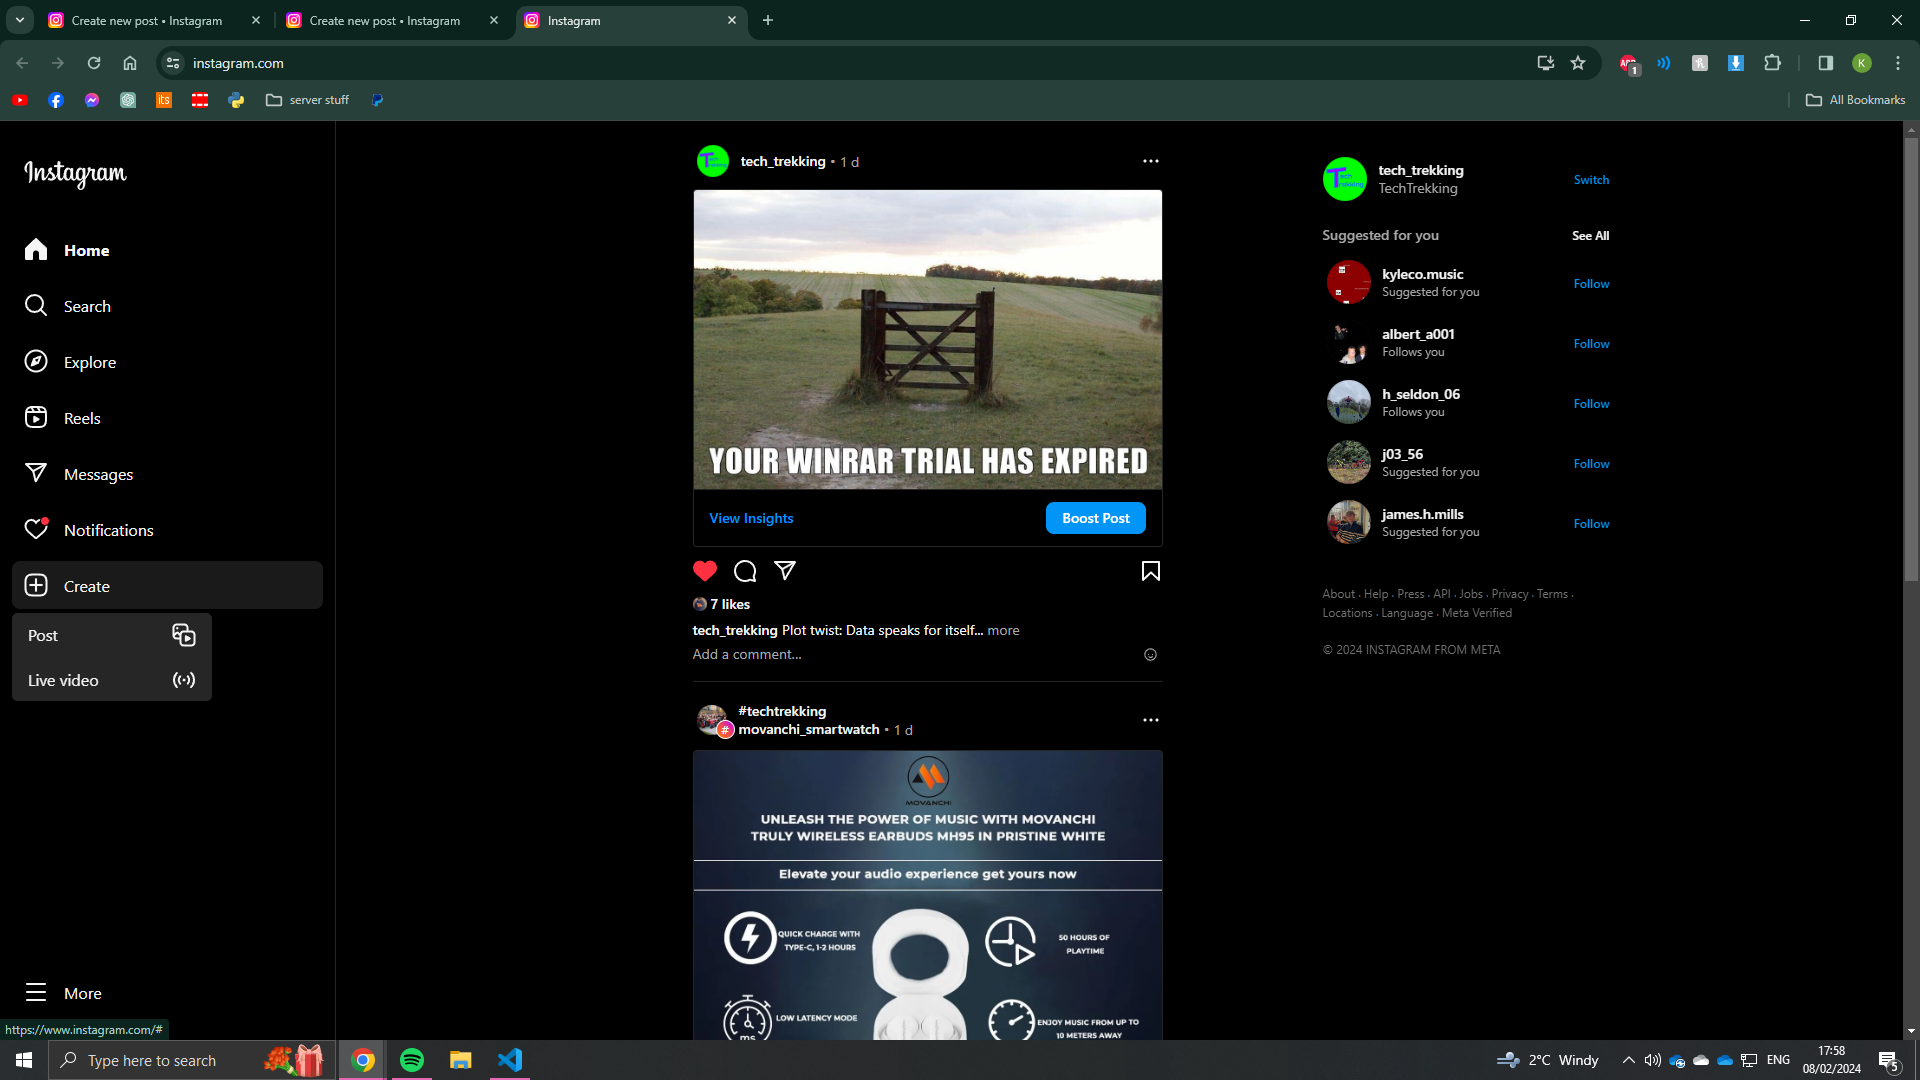 Create new post • Instagram
Create new post • Instagram
Instagram
instagram.com
1
K
its
server stuff
All Bookmarks
Instagram
Home
Search
Explore
Reels
Messages
Notifications
Create
Post
Live video
More
https://www.instagram.com/#
tech_trekking • 1 d
YOUR WINRAR TRIAL HAS EXPIRED
View Insights
Boost Post
7 likes
tech_trekking Plot twist: Data speaks for itself... more
Add a comment...
#techtrekking
movanchi_smartwatch • 1 d
MOVANCHI
UNLEASH THE POWER OF MUSIC WITH MOVANCHI
TRULY WIRELESS EARBUDS MH95 IN PRISTINE WHITE
Elevate your audio experience get yours now
QUICK CHARGE WITH
TYPE-C, 1-2 HOURS
50 HOURS OF
PLAYTIME
ms
LOW LATENCY MODE
ENJOY MUSIC FROM UP TO
10 METERS AWAY
tech_trekking
TechTrekking
Switch
Suggested for you
See All
kyleco.music
Suggested for you
Follow
albert_a001
Follows you
Follow
h_seldon_06
Follows you
Follow
j03_56
Suggested for you
Follow
james.h.mills
Suggested for you
Follow
About · Help · Press · API · Jobs · Privacy · Terms ·
Locations · Language · Meta Verified
© 2024 INSTAGRAM FROM META
Type here to search
2°C Windy
ENG
17:58
08/02/2024
5